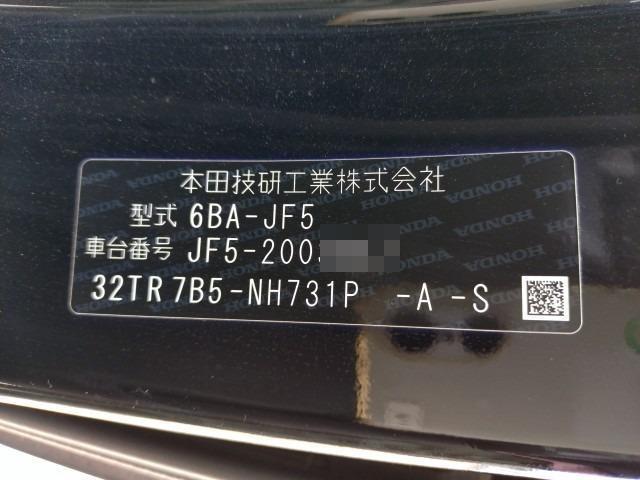 本田技研工業株式会社
型式 6BA-JF5
車台番号 JF5-200
32TR 7B5-NH731P -A -S